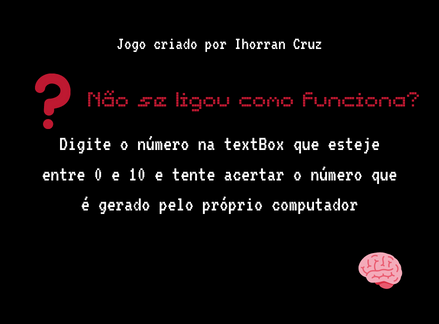 Jogo criado por Ihorran Cruz
? Não se ligou como funciona?
Digite o número na textBox que esteje
entre 0 e 10 e tente acertar o número que
é gerado pelo próprio computador